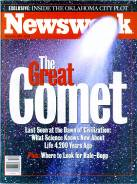 EXCLUSIVE: INSIDE THE OKLAHOMA CITY PLOT
Newsweek
The
Great
Comet
Last Seen at the Dawn of Civilization:
What Science Knows Now About
Life 4,200 Years Ago
Plus: Where to Look for Hale-Bopp